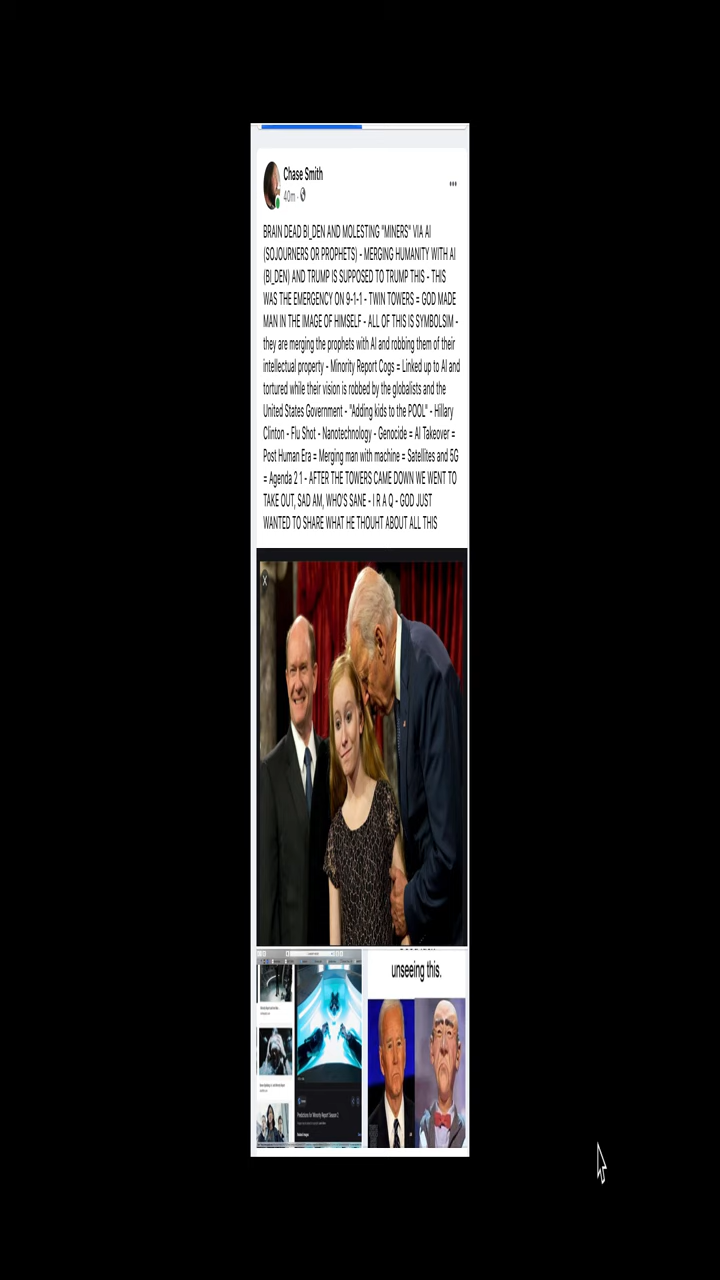 Chase Smith
40m ·
BRAIN DEAD BI_DEN AND MOLESTING "MINERS" VIA AI
(SOJOURNERS OR PROPHETS) - MERGING HUMANITY WITH AI
(BI_DEN) AND TRUMP IS SUPPOSED TO TRUMP THIS - THIS
WAS THE EMERGENCY ON 9-1-1 - TWIN TOWERS = GOD MADE
MAN IN THE IMAGE OF HIMSELF - ALL OF THIS IS SYMBOLSIM -
they are merging the prophets with AI and robbing them of their
intellectual property - Minority Report Cogs = Linked up to AI and
tortured while their vision is robbed by the globalists and the
United States Government - "Adding kids to the POOL" - Hillary
Clinton - Flu Shot - Nanotechnology - Genocide = AI Takeover =
Post Human Era = Merging man with machine = Satellites and 5G
= Agenda 2 1 - AFTER THE TOWERS CAME DOWN WE WENT TO
TAKE OUT, SAD AM, WHO'S SANE - I R A Q - GOD JUST
WANTED TO SHARE WHAT HE THOUHT ABOUT ALL THIS
unseeing this.
Predictions for 'Minority Report' Season 2